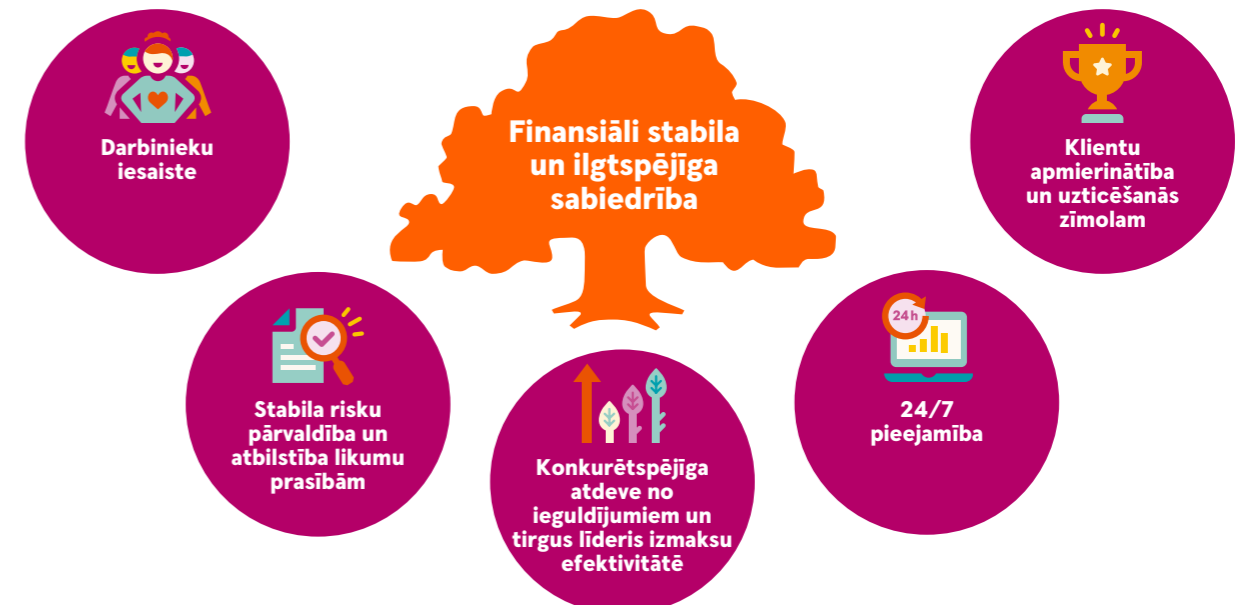 Darbinieku
iesaiste
Finansiāli stabila
un ilgtspējīga
sabiedrība
Klientu
apmierinātība
un uzticēšanās
zīmolam
Stabila risku
pārvaldība un
atbilstība likumu
prasībām
Konkurētspējīga
atdeve no
ieguldījumiem un
tirgus līderis izmaksu
efektivitātē
24h
24/7
pieejamība